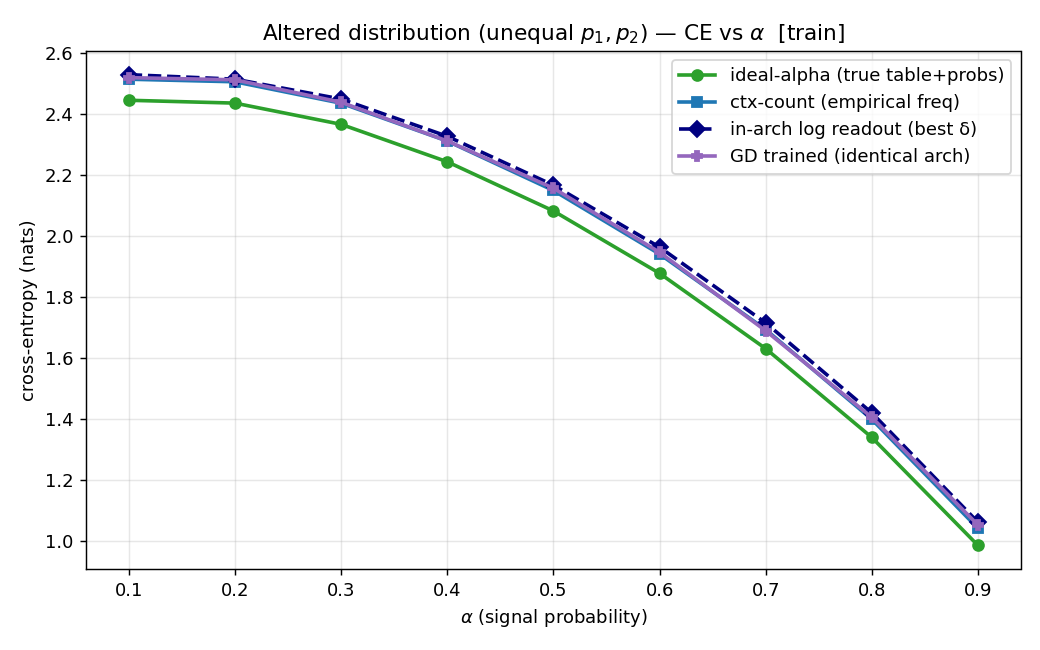 Altered distribution (unequal p₁, p₂) — CE vs α [train]
ideal-alpha (true table+probs)
ctx-count (empirical freq)
in-arch log readout (best δ)
GD trained (identical arch)
cross-entropy (nats)
2.6
2.4
2.2
2.0
1.8
1.6
1.4
1.2
1.0
0.1 0.2 0.3 0.4 0.5 0.6 0.7 0.8 0.9
α (signal probability)